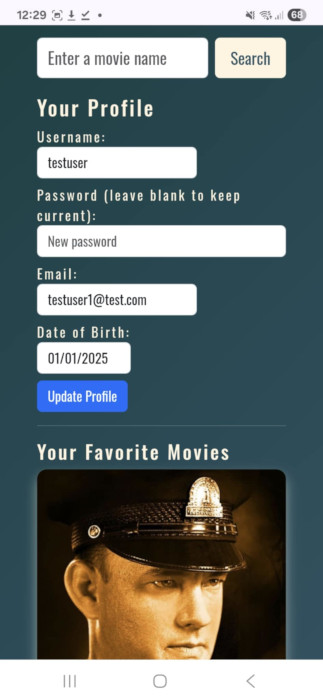 12:29
68
Enter a movie name
Search
Your Profile
Username:
testuser
Password (leave blank to keep
current):
New password
Email:
testuser1@test.com
Date of Birth:
01/01/2025
Update Profile
Your Favorite Movies